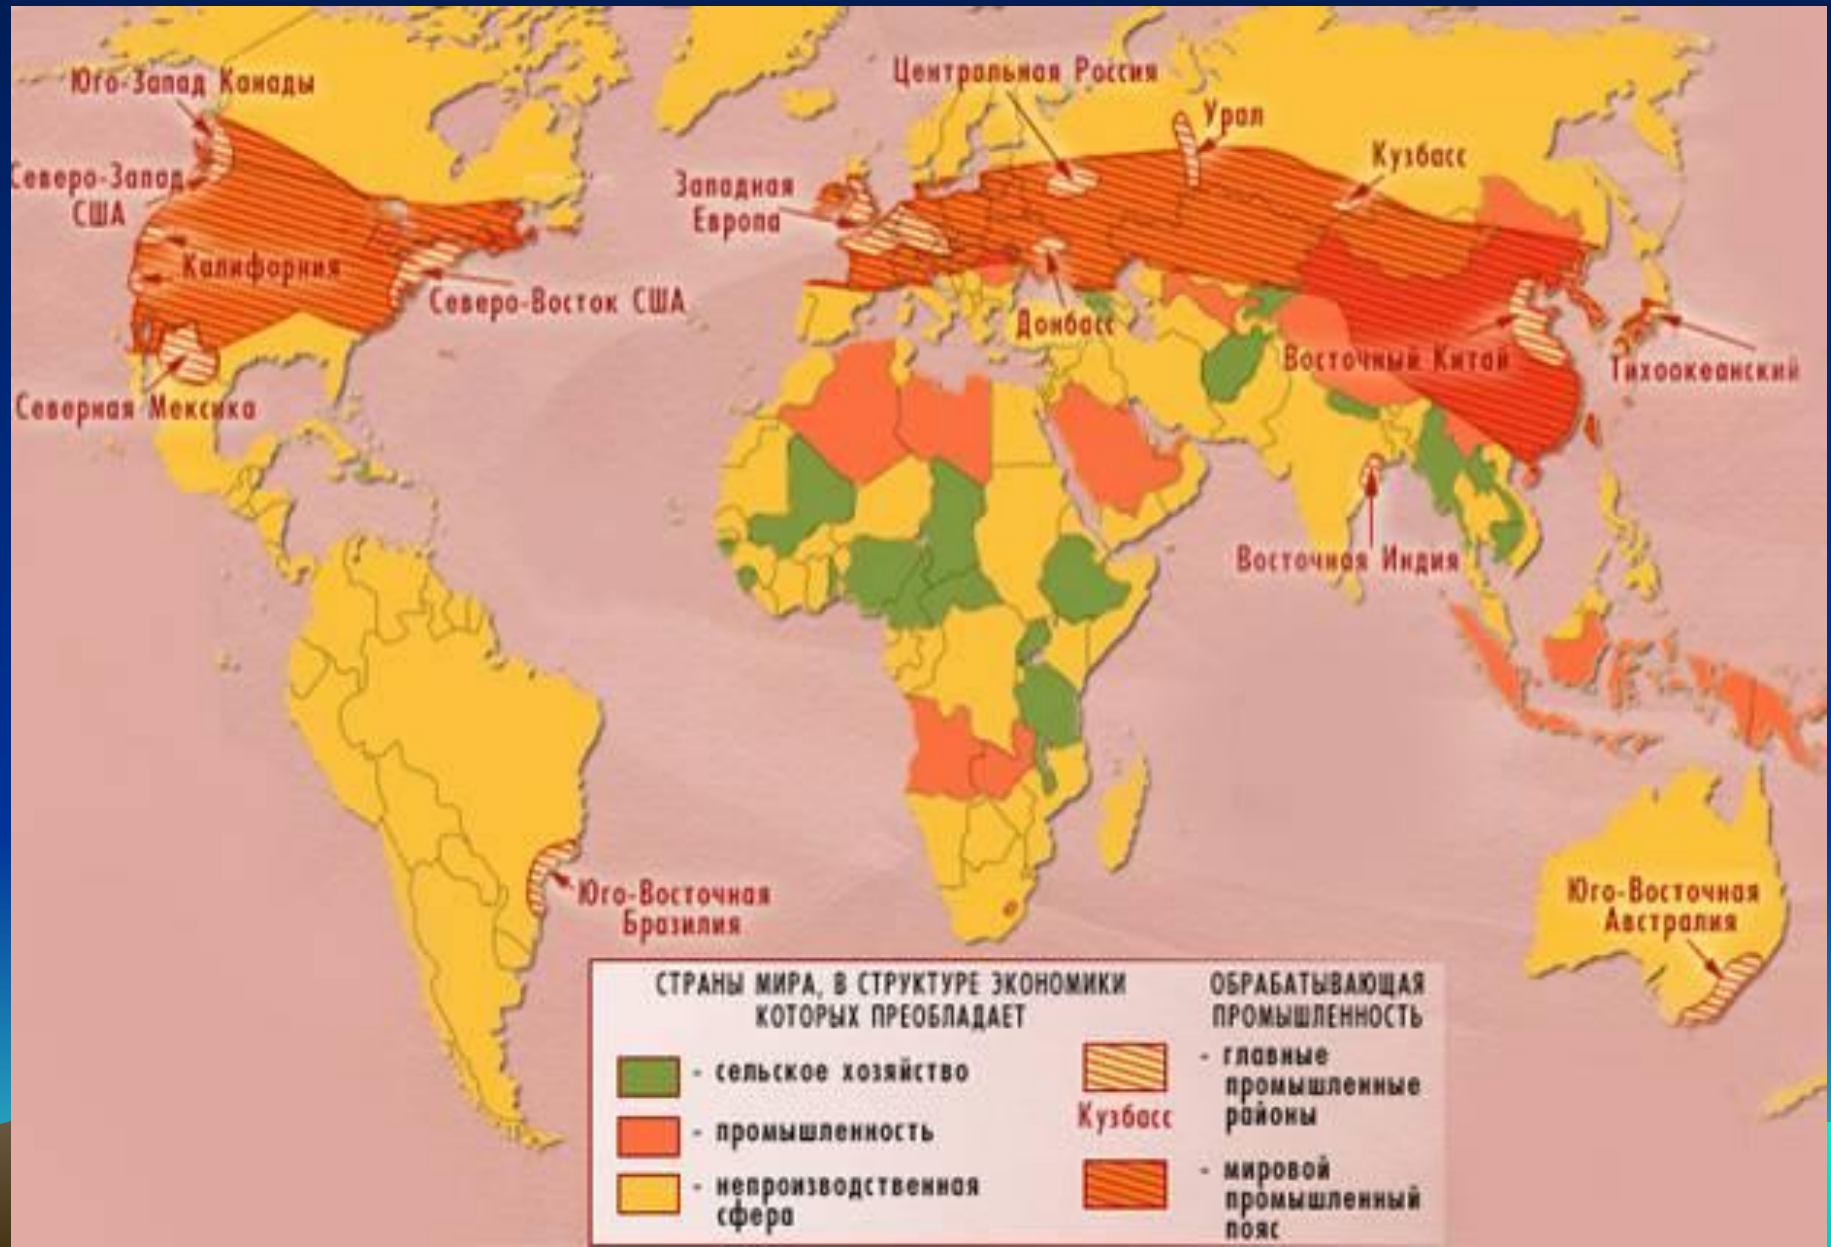 Юго-Запад Канады
Центральная Россия
Урал
Кузбасс
Северо-Запад
США
Западная
Европа
Калифорния
Северо-Восток США
Донбасс
Восточный Китай
Тихоокеанский
Северная Мексика
Восточная Индия
Юго-Восточная
Бразилия
Юго-Восточная
Австралия
СТРАНЫ МИРА, В СТРУКТУРЕ ЭКОНОМИКИ
КОТОРЫХ ПРЕОБЛАДАЕТ
- сельское хозяйство
- промышленность
- непроизводственная
сфера
ОБРАБАТЫВАЮЩАЯ
ПРОМЫШЛЕННОСТЬ
- главные
промышленные
районы
Кузбасс
- мировой
промышленный
пояс